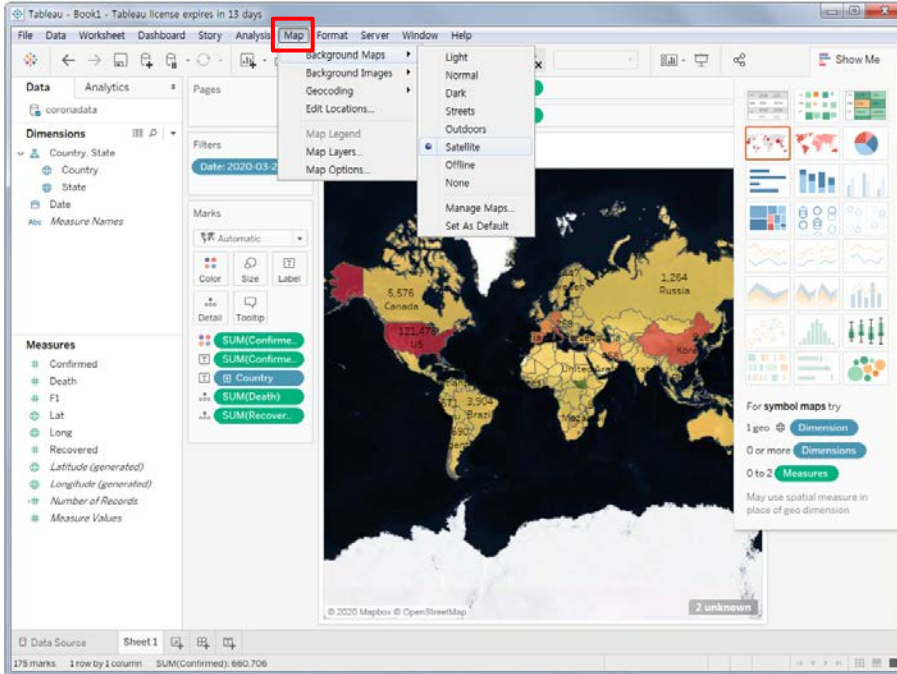 Tableau - Book1 - Tableau license expires in 13 days
File Data Worksheet Dashboard Story Analysis Map Format Server Window Help
Show Me
Data Analytics
coronadata
Dimensions
Country, State
Country
State
Date
Abc Measure Names
Measures
# Confirmed
# Death
# F1
Lat
Long
# Recovered
Latitude (generated)
Longitude (generated)
# Number of Records
# Measure Values
Pages
Filters
Date: 2020-03-2
Marks
Automatic
Color Size Label
Detail Tooltip
SUM(Confirme..
SUM(Confirme..
Country
SUM(Death)
SUM(Recover..
Background Maps
Background Images
Geocoding
Edit Locations...
Map Legend
Map Layers...
Map Options...
Light
Normal
Dark
Streets
Outdoors
Satellite
Offline
None
Manage Maps...
Set As Default
5,576
Canada
121,478
US
1,264
Russia
Korea
3,904
Brazi
© 2020 Mapbox © OpenStreetMap
2 unknown
For symbol maps try
1 geo Dimension
0 or more Dimensions
0 to 2 Measures
May use spatial measure in
place of geo dimension
Data Source Sheet 1
175 marks 1 row by 1 column SUM(Confirmed): 660,706